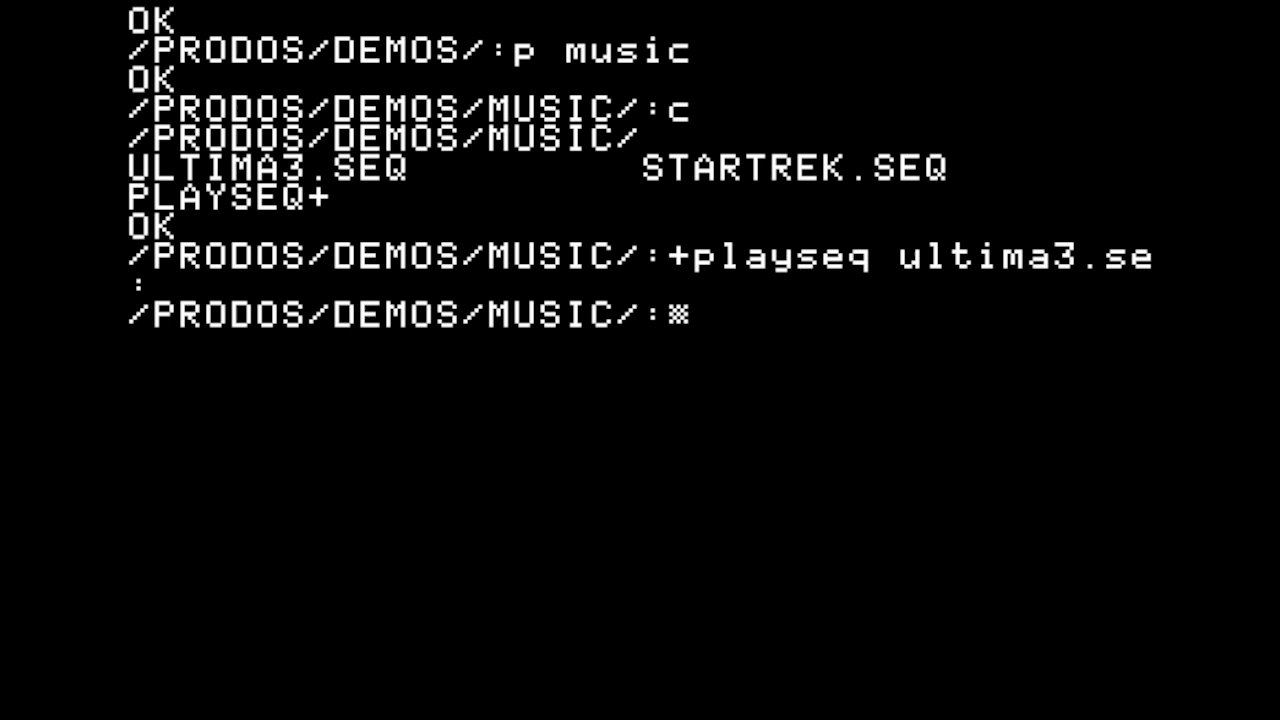 OK
/PRODOS/DEMOS/:p music
OK
/PRODOS/DEMOS/MUSIC/:c
/PRODOS/DEMOS/MUSIC/
ULTIMA3.SEQ STARTREK.SEQ
PLAYSEQ+
OK
/PRODOS/DEMOS/MUSIC/:+playseq ultima3.se
:
/PRODOS/DEMOS/MUSIC/: